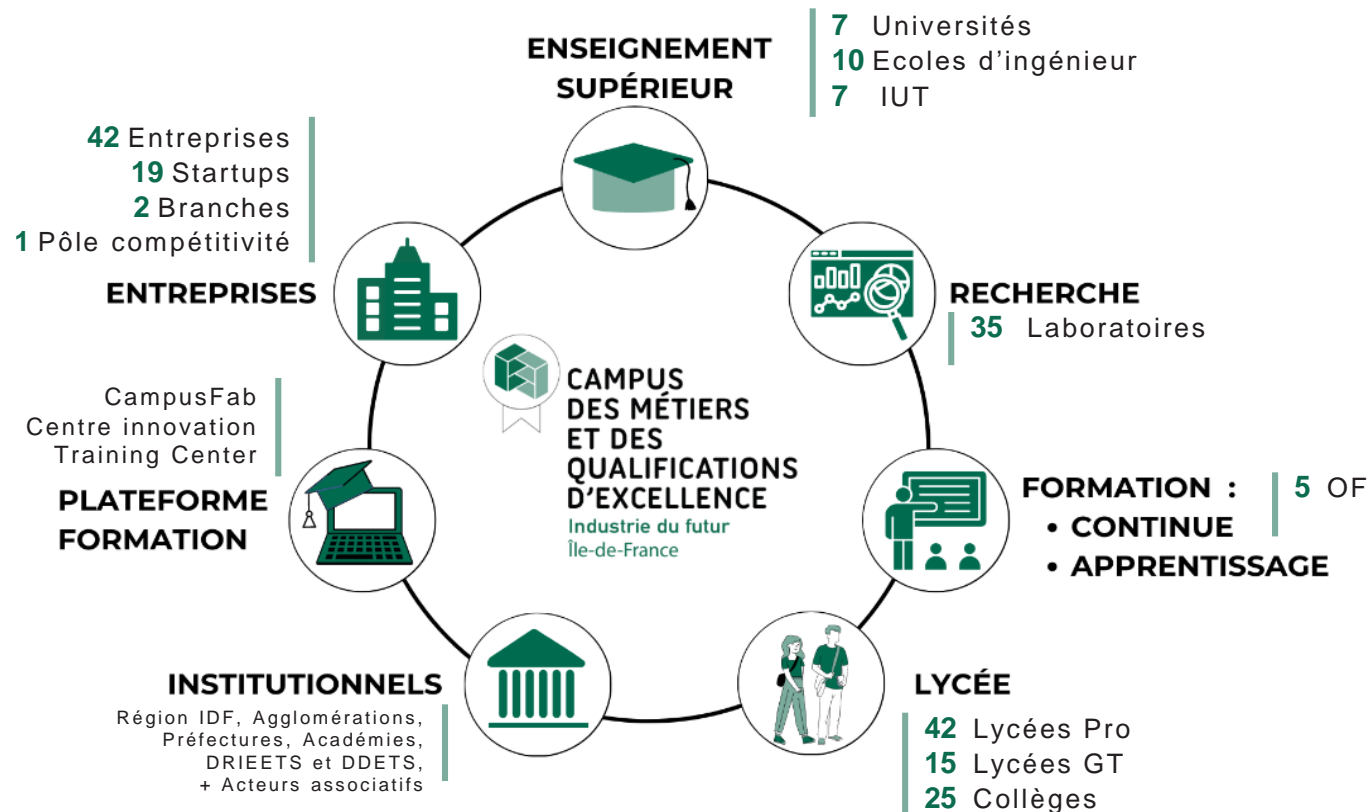 ENSEIGNEMENT
SUPÉRIEUR
7 Universités
10 Ecoles d'ingénieur
7 IUT
42 Entreprises
19 Startups
2 Branches
1 Pôle compétitivité
ENTREPRISES
RECHERCHE
35 Laboratoires
CAMPUS
DES MÉTIERS
ET DES
QUALIFICATIONS
D'EXCELLENCE
Industrie du futur
Île-de-France
CampusFab
Centre innovation
Training Center
PLATEFORME
FORMATION
FORMATION :
• CONTINUE
• APPRENTISSAGE
5 OF
INSTITUTIONNELS
Région IDF, Agglomérations,
Préfectures, Académies,
DRIEETS et DDETS,
+ Acteurs associatifs
LYCÉE
42 Lycées Pro
15 Lycées GT
25 Collèges